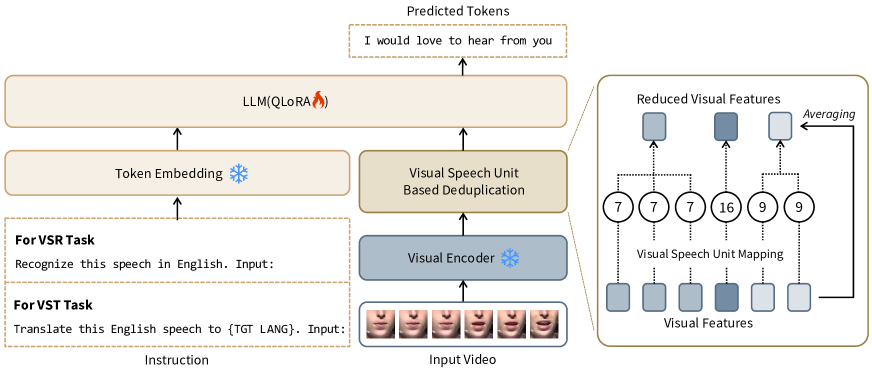 Predicted Tokens
I would love to hear from you
LLM(QLoRA)
Token Embedding
Visual Speech Unit
Based Deduplication
Visual Encoder
For VSR Task
Recognize this speech in English. Input:
For VST Task
Translate this English speech to {TGT LANG}. Input:
Instruction
Input Video
Reduced Visual Features
Averaging
7 7 7 16 9 9
Visual Speech Unit Mapping
Visual Features